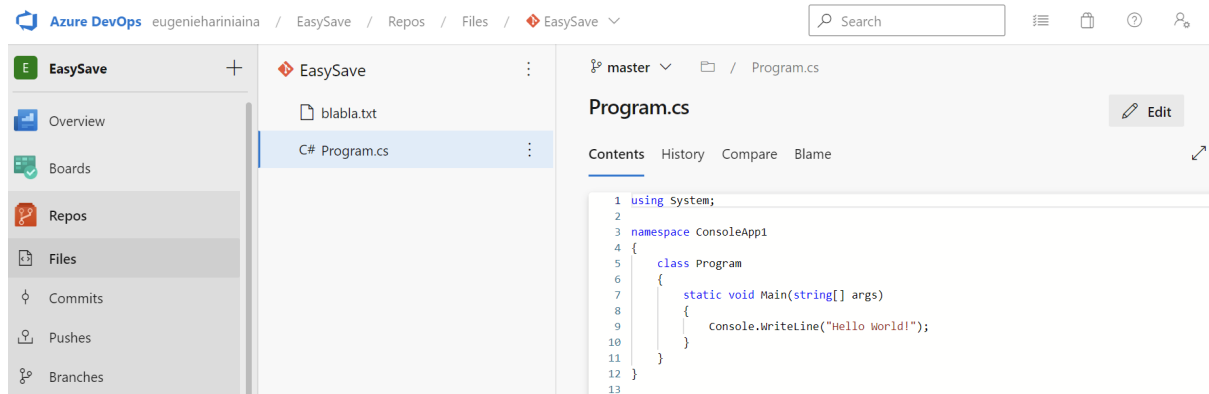 Azure DevOps eugeniehariniaina / EasySave / Repos / Files / EasySave
Search
E EasySave
Overview
Boards
Repos
Files
Commits
Pushes
Branches
EasySave
blabla.txt
C# Program.cs
master / Program.cs
Program.cs
Edit
Contents History Compare Blame
1 using System;
2
3 namespace ConsoleApp1
4 {
5 class Program
6 {
7 static void Main(string[] args)
8 {
9 Console.WriteLine("Hello World!");
10 }
11 }
12 }
13